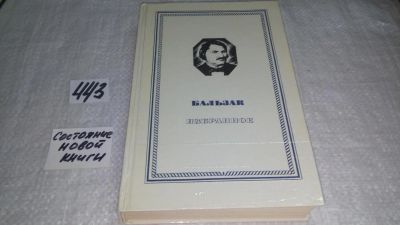 443
Состояние
новой
книги
БАЛЬЗАК
ИЗБРАННОЕ